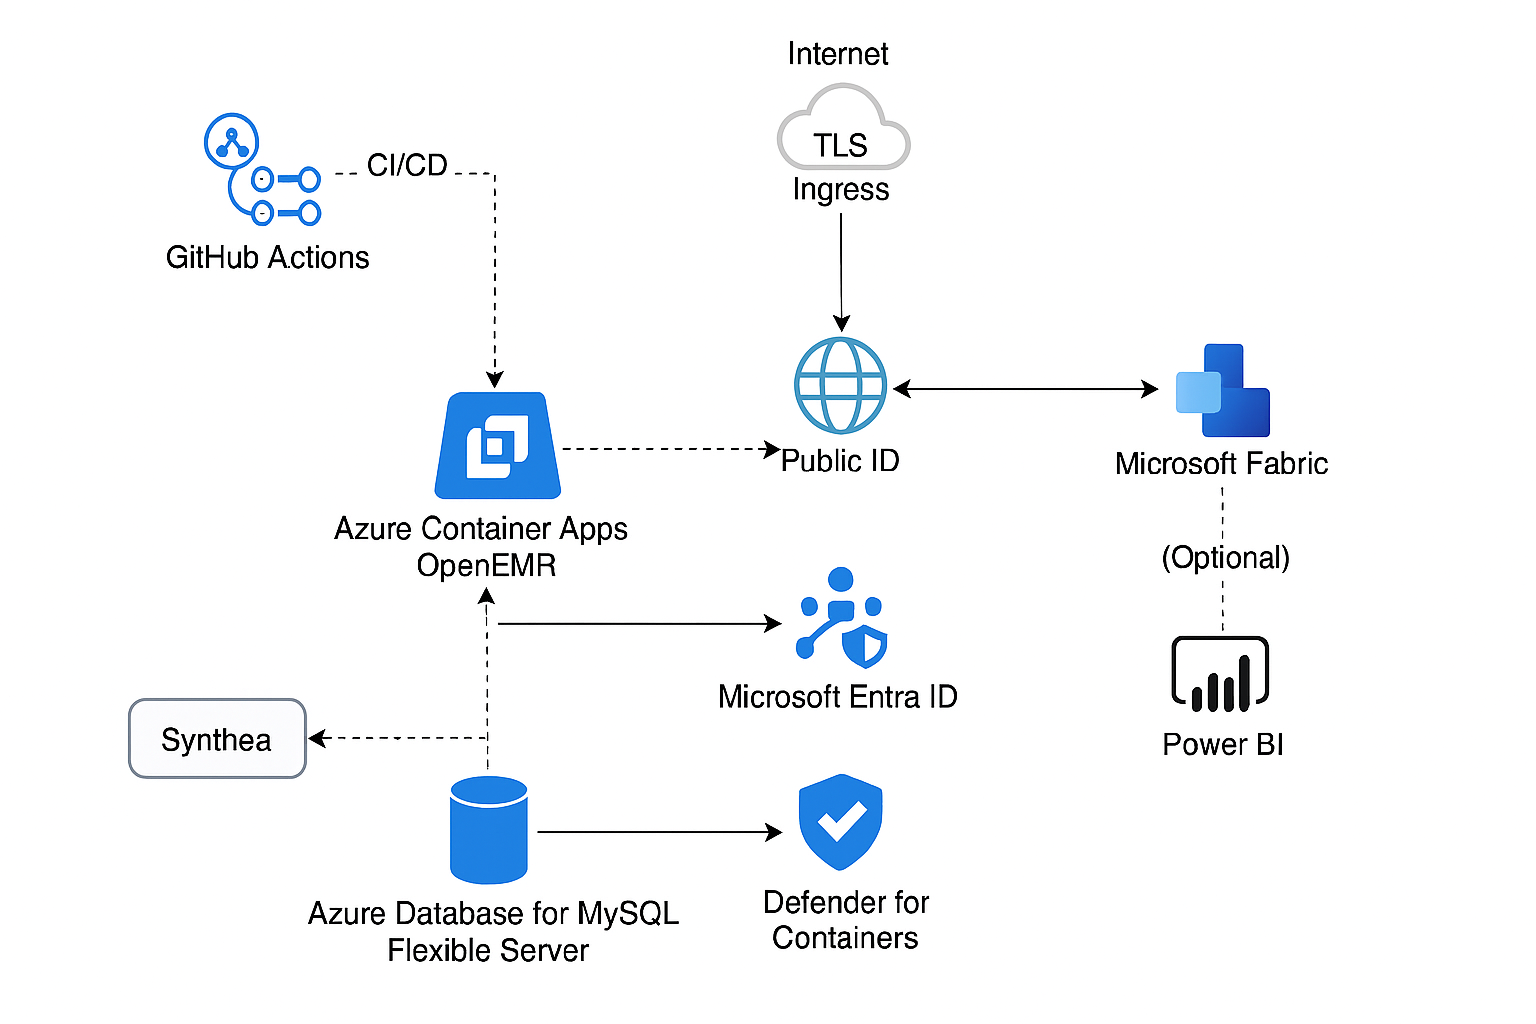 Internet
TLS
Ingress
CI/CD
GitHub Actions
Public ID
Microsoft Fabric
Azure Container Apps
OpenEMR
(Optional)
Microsoft Entra ID
Synthea
Power BI
Azure Database for MySQL
Flexible Server
Defender for
Containers